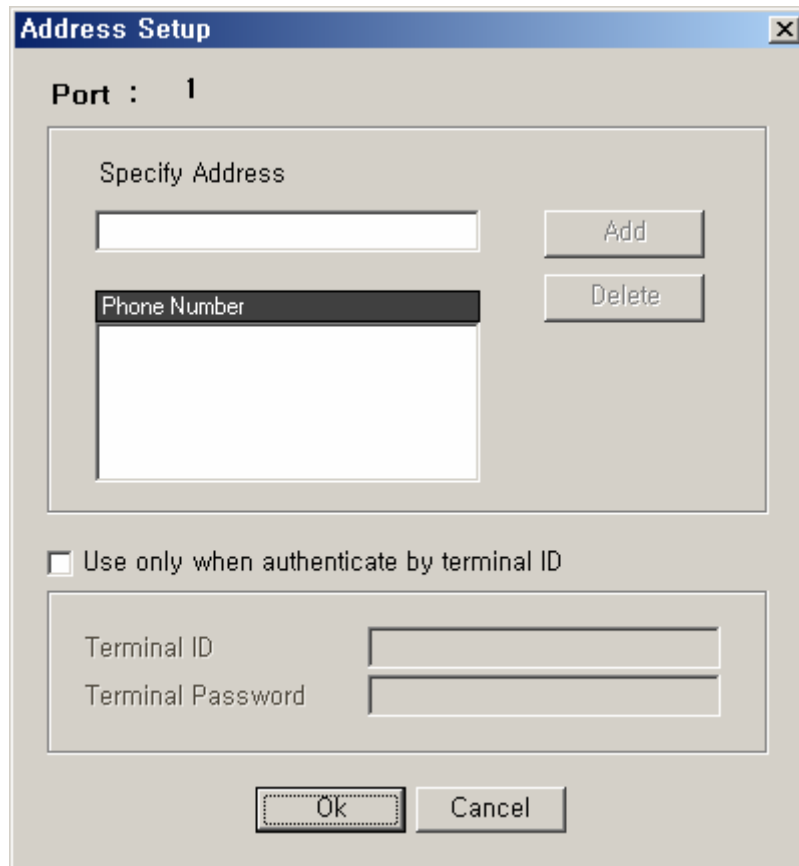 Address Setup
Port : 1
Specify Address
Add
Phone Number
Delete
Use only when authenticate by terminal ID
Terminal ID
Terminal Password
Ok Cancel